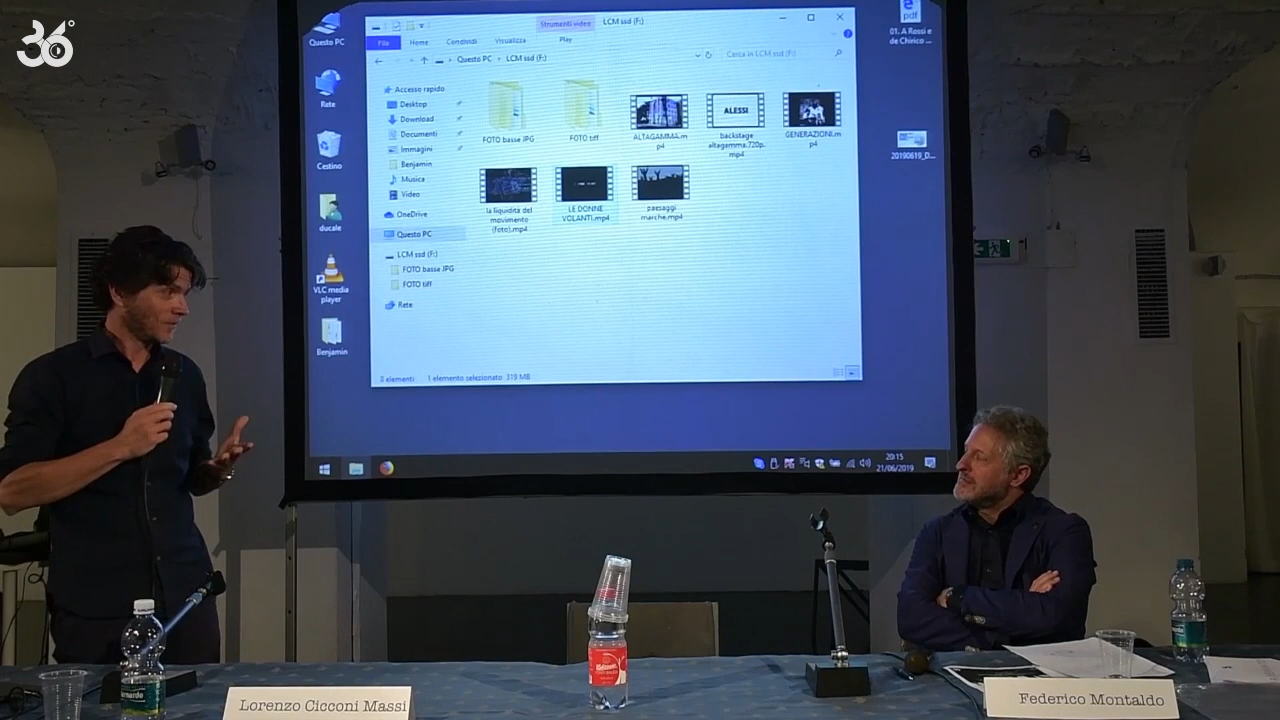 36°
Strumenti video
LCM ssd (F:)
File
Home
Condividi
Visualizza
Play
Questo PC
LCM ssd (F:)
Cerca in LCM ssd (F:)
Questo PC
Rete
Cestino
ducale
VLC media
player
Benjamin
Accesso rapido
Desktop
Download
Documenti
Immagini
Benjamin
Musica
Video
OneDrive
Questo PC
LCM ssd (F:)
FOTO basse JPG
FOTO tiff
Rete
FOTO basse JPG
FOTO tiff
ALTAGAMMA.m
p4
ALESSI
backstage
altagamma.720p.
mp4
GENERAZIONI.m
p4
la liquidità del
movimento
(foto).mp4
LE DONNE
VOLANTI.mp4
paesaggi
marche.mp4
8 elementi
1 elemento selezionato 319 MB
pdf
01. A Rossi e
de Chirico ...
20190619_D...
20:15
21/06/2019
Lorenzo Cicconi Massi
Federico Montaldo